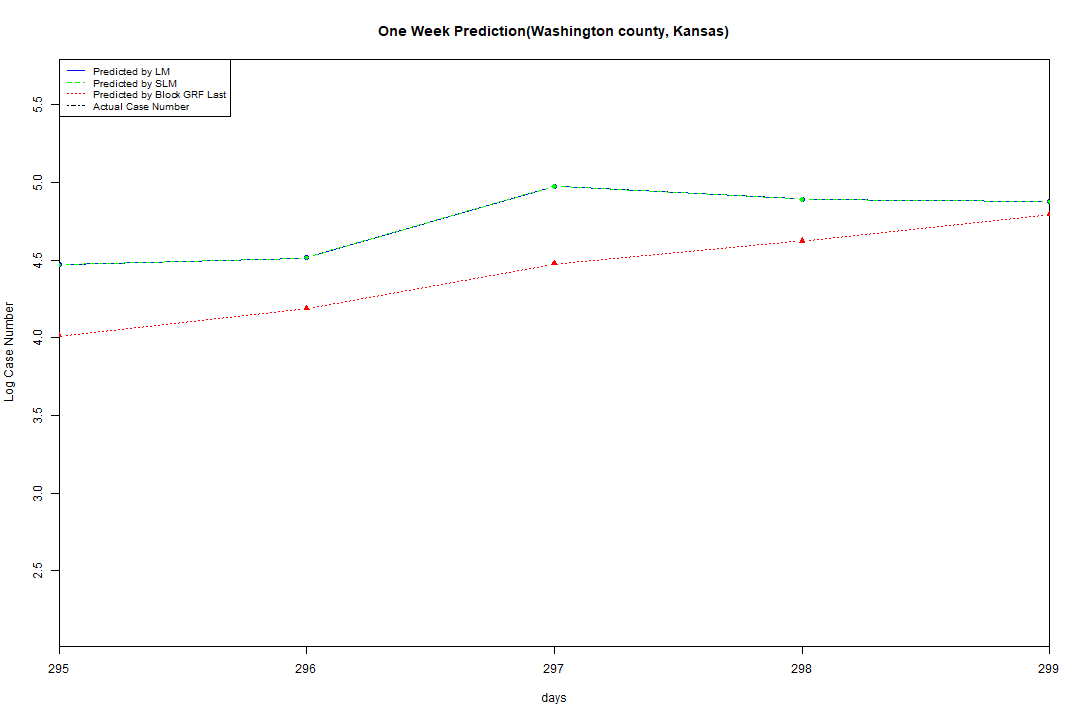 One Week Prediction(Washington county, Kansas)
Predicted by LM
Predicted by SLM
Predicted by Block GRF Last
Actual Case Number
5.5
5.0
4.5
4.0
3.5
3.0
2.5
Log Case Number
295 296 297 298 299
days